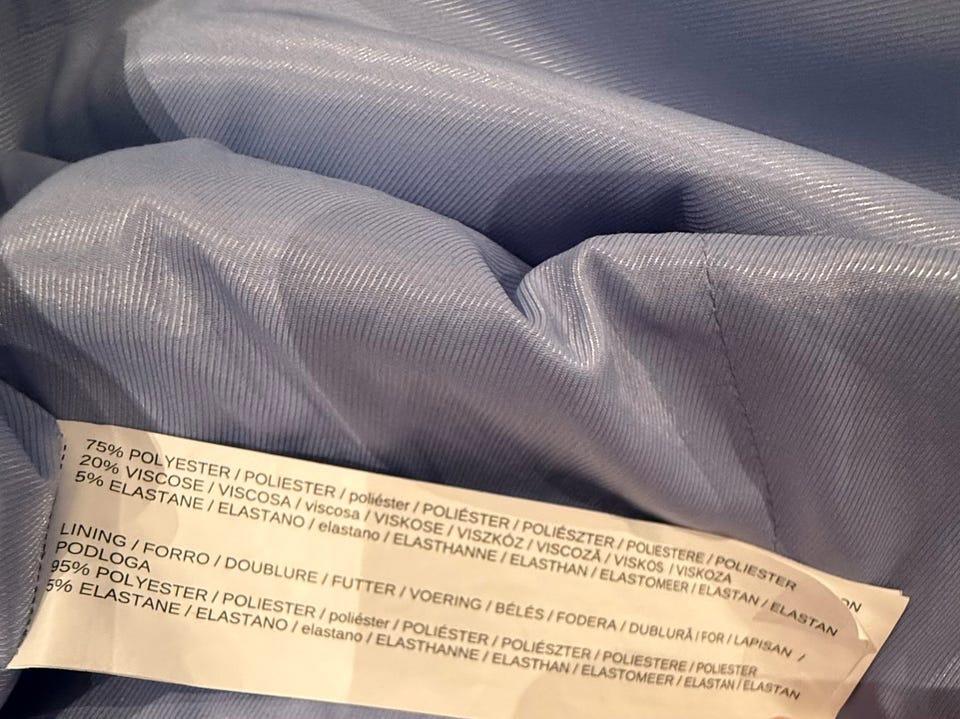 75% POLYESTER / POLIESTER / poliéster / POLIÉSTER / POLIÉSZTER / POLIESTERE / POLIESTER
20% VISCOSE / VISCOSA / viscosa / VISKOSE / VISZKÓZ / VISCOZĂ / VISKOS / VISKOZA
5% ELASTANE / ELASTANO / elastano / ELASTHANNE / ELASTHAN / ELASTOMEER / ELASTAN / ELASTAN
ON
LINING / FORRO / DOUBLURE / FUTTER / VOERING / BÉLÉS / FODERA / DUBLURĂ / FOR / LAPISAN /
PODLOGA
95% POLYESTER / POLIESTER / poliéster / POLIÉSTER / POLIÉSZTER / POLIESTERE / POLIESTER
5% ELASTANE / ELASTANO / elastano / ELASTHANNE / ELASTHAN / ELASTOMEER / ELASTAN / ELASTAN